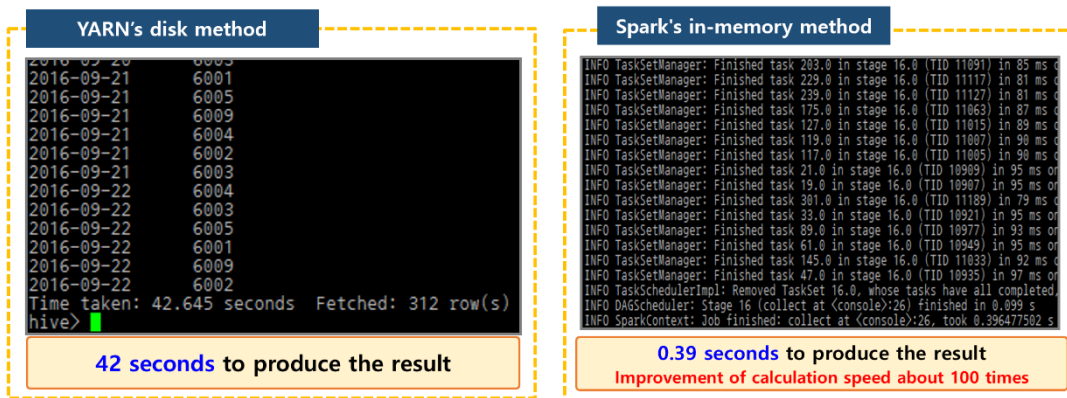 YARN's disk method
2016-09-20 6003
2016-09-21 6001
2016-09-21 6005
2016-09-21 6009
2016-09-21 6004
2016-09-21 6002
2016-09-21 6003
2016-09-22 6004
2016-09-22 6003
2016-09-22 6005
2016-09-22 6001
2016-09-22 6009
2016-09-22 6002
Time taken: 42.645 seconds Fetched: 312 row(s)
hive>
42 seconds to produce the result
Spark's in-memory method
INFO TaskSetManager: Finished task 203.0 in stage 16.0 (TID 11091) in 85 ms
INFO TaskSetManager: Finished task 229.0 in stage 16.0 (TID 11117) in 81 ms
INFO TaskSetManager: Finished task 239.0 in stage 16.0 (TID 11127) in 81 ms
INFO TaskSetManager: Finished task 175.0 in stage 16.0 (TID 11063) in 87 ms
INFO TaskSetManager: Finished task 127.0 in stage 16.0 (TID 11015) in 89 ms
INFO TaskSetManager: Finished task 119.0 in stage 16.0 (TID 11007) in 90 ms
INFO TaskSetManager: Finished task 117.0 in stage 16.0 (TID 11005) in 90 ms
INFO TaskSetManager: Finished task 21.0 in stage 16.0 (TID 10909) in 95 ms on
INFO TaskSetManager: Finished task 19.0 in stage 16.0 (TID 10907) in 95 ms on
INFO TaskSetManager: Finished task 301.0 in stage 16.0 (TID 11189) in 79 ms
INFO TaskSetManager: Finished task 33.0 in stage 16.0 (TID 10921) in 95 ms on
INFO TaskSetManager: Finished task 89.0 in stage 16.0 (TID 10977) in 93 ms on
INFO TaskSetManager: Finished task 61.0 in stage 16.0 (TID 10949) in 95 ms on
INFO TaskSetManager: Finished task 145.0 in stage 16.0 (TID 11033) in 92 ms
INFO TaskSetManager: Finished task 47.0 in stage 16.0 (TID 10935) in 97 ms on
INFO TaskSchedulerImpl: Removed TaskSet 16.0, whose tasks have all completed,
INFO DAGScheduler: Stage 16 (collect at <console>:26) finished in 0.099 s
INFO SparkContext: Job finished: collect at <console>:26, took 0.396477502 s
0.39 seconds to produce the result
Improvement of calculation speed about 100 times